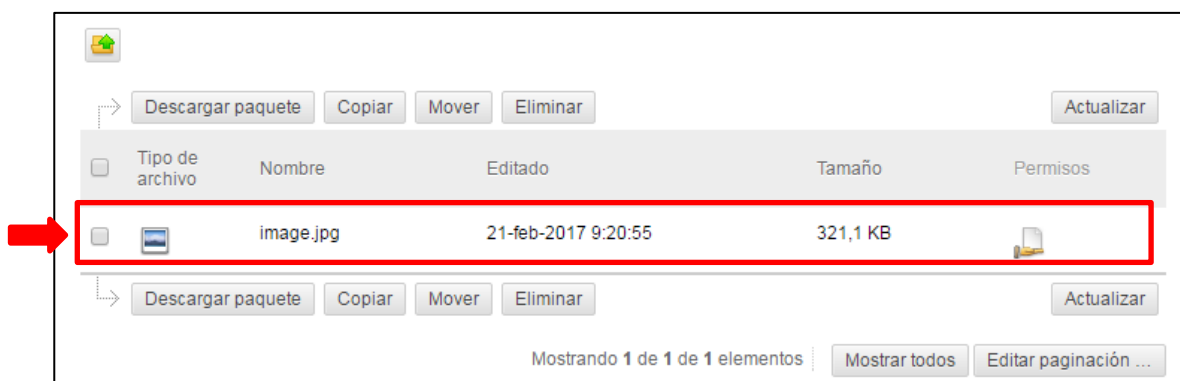 Descargar paquete Copiar Mover Eliminar Actualizar
Tipo de archivo Nombre Editado Tamaño Permisos
image.jpg 21-feb-2017 9:20:55 321,1 KB
Descargar paquete Copiar Mover Eliminar Actualizar
Mostrando 1 de 1 de 1 elementos Mostrar todos Editar paginación ...